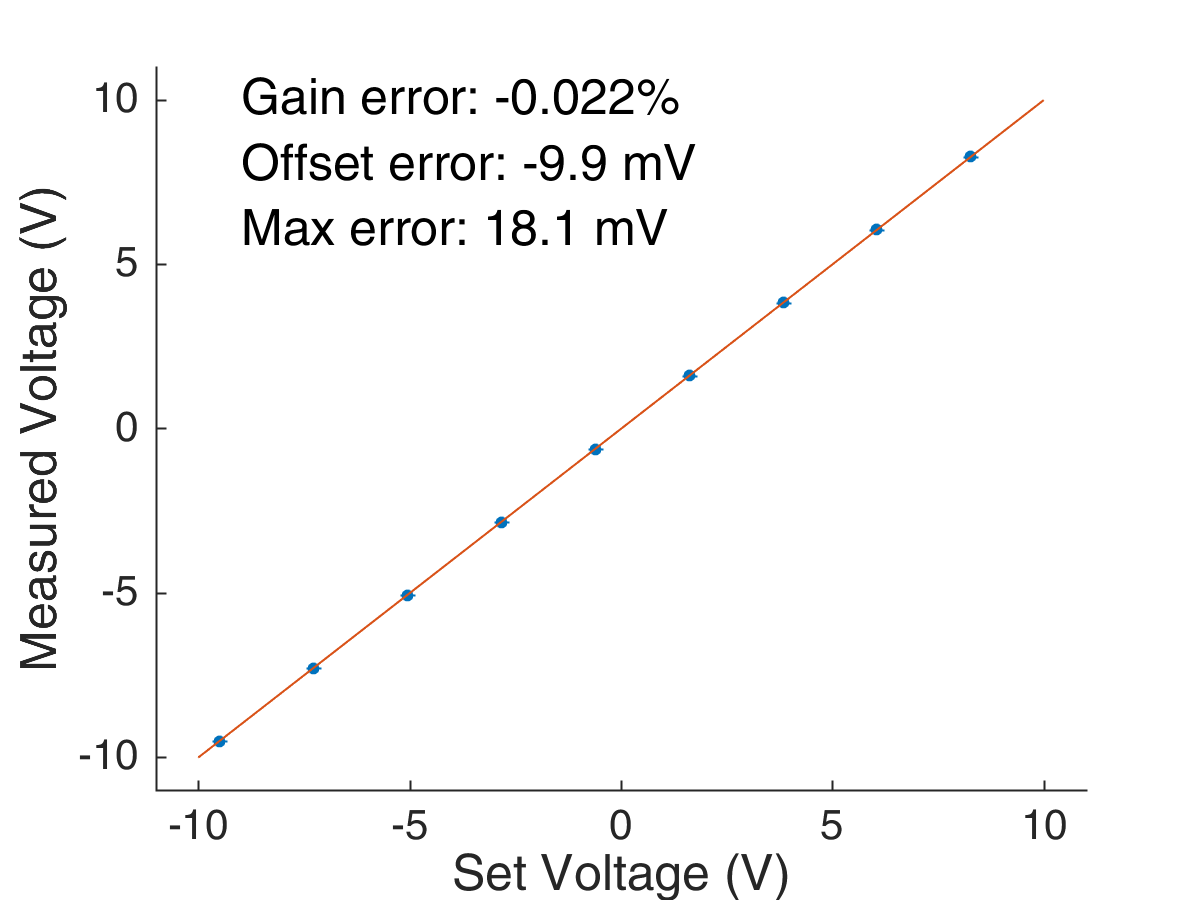 Gain error: -0.022%
Offset error: -9.9 mV
Max error: 18.1 mV
10
5
0
-5
-10
Measured Voltage (V)
-10 -5 0 5 10
Set Voltage (V)